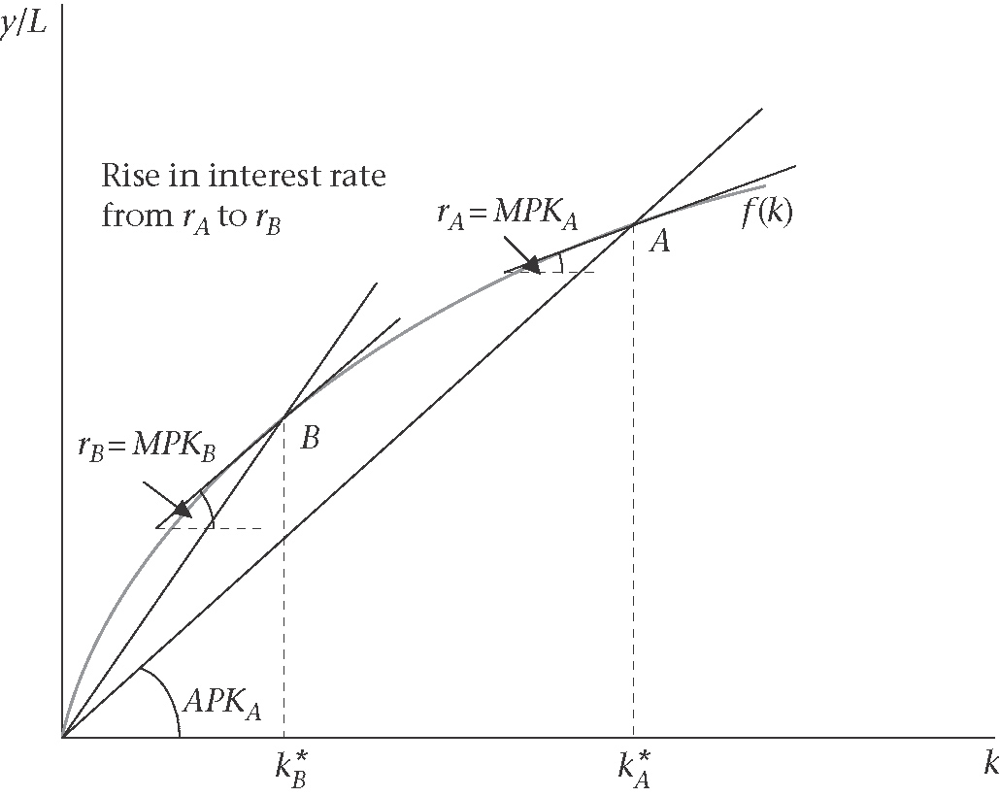 y/L
Rise in interest rate
from r_A to r_B
r_A = MPK_A
f(k)
A
B
r_B = MPK_B
APK_A
k*_B
k*_A
k